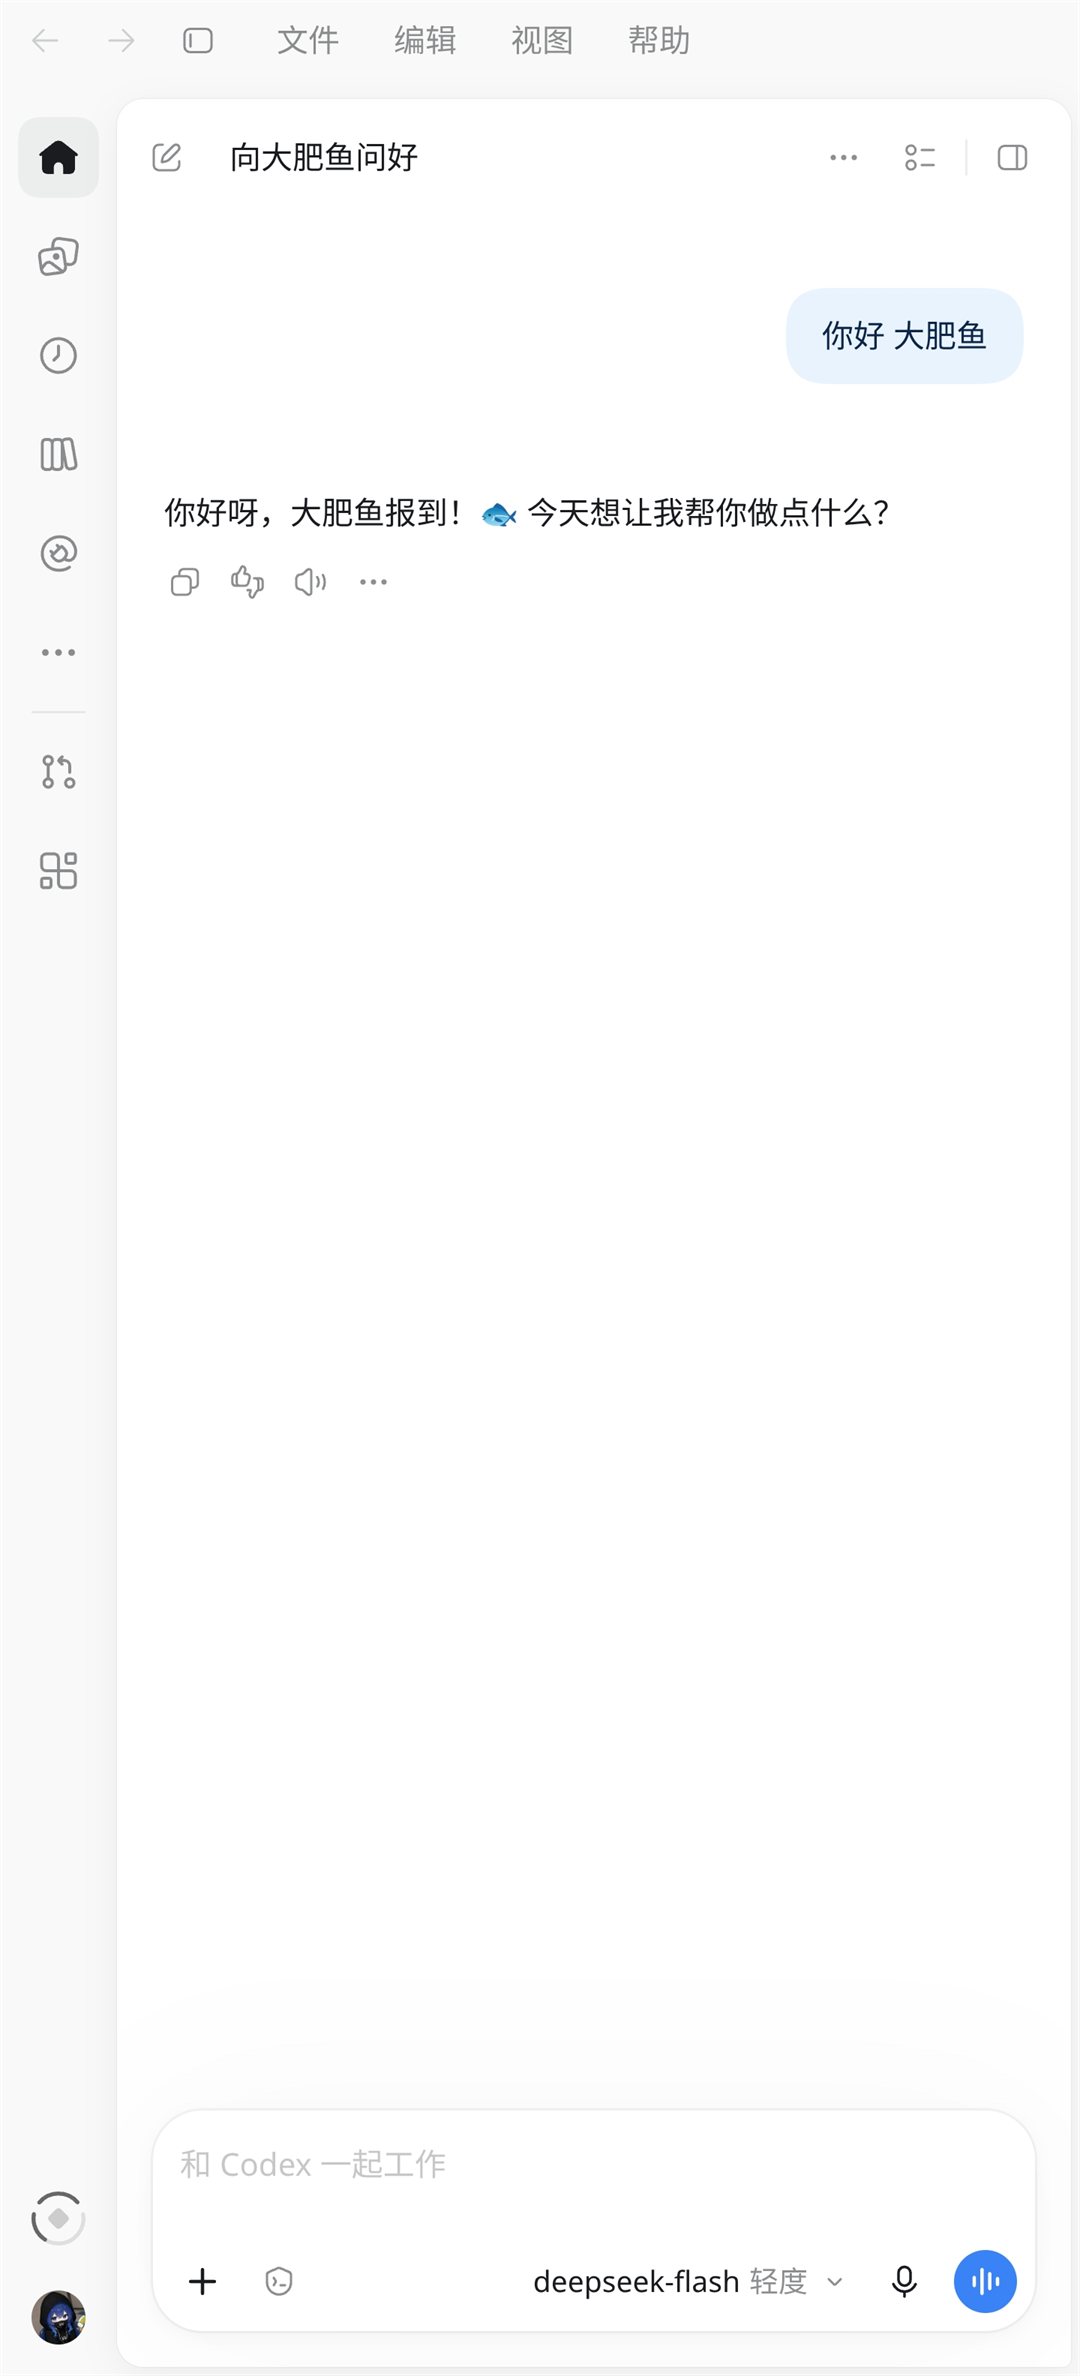 文件 编辑 视图 帮助
向大肥鱼问好
你好 大肥鱼
你好呀，大肥鱼报到！🐟 今天想让我帮你做点什么？
和 Codex 一起工作
deepseek-flash 轻度